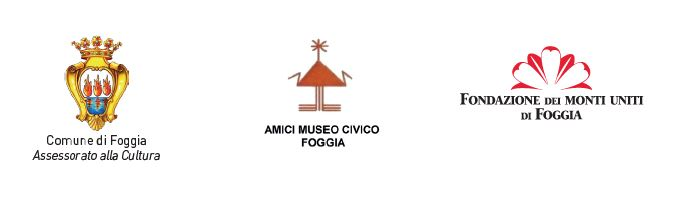 Comune di Foggia
Assessorato alla Cultura
AMICI MUSEO CIVICO
FOGGIA
FONDAZIONE DEI MONTI UNITI
DI FOGGIA